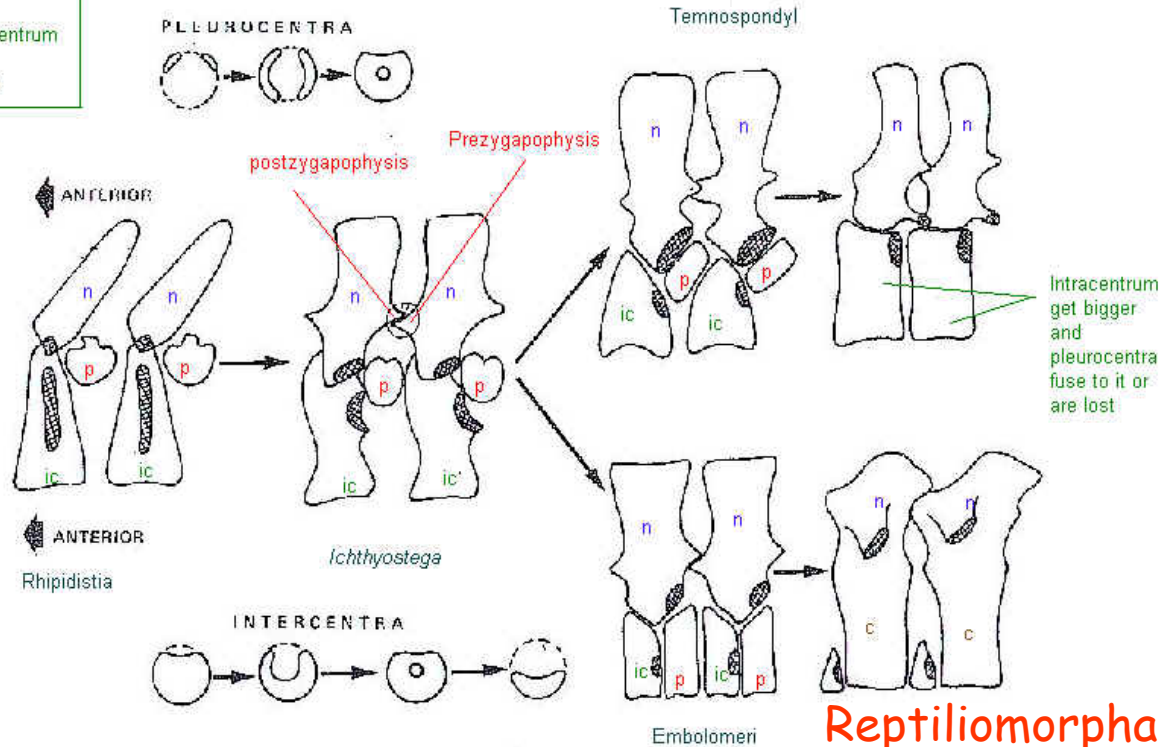 entrum
PLEUROCENTRA
Temnospondyl
postzygapophysis
Prezygapophysis
ANTERIOR
n
n
p
p
ic
ic
n
n
p
p
ic
ic
n
n
p
p
ic
ic
n
n
Intracentrum
get bigger
and
pleurocentra
fuse to it or
are lost
ANTERIOR
Rhipidistia
Ichthyostega
INTERCENTRA
n
n
ic
p
ic
p
n
n
c
c
Embolomeri
Reptiliomorpha